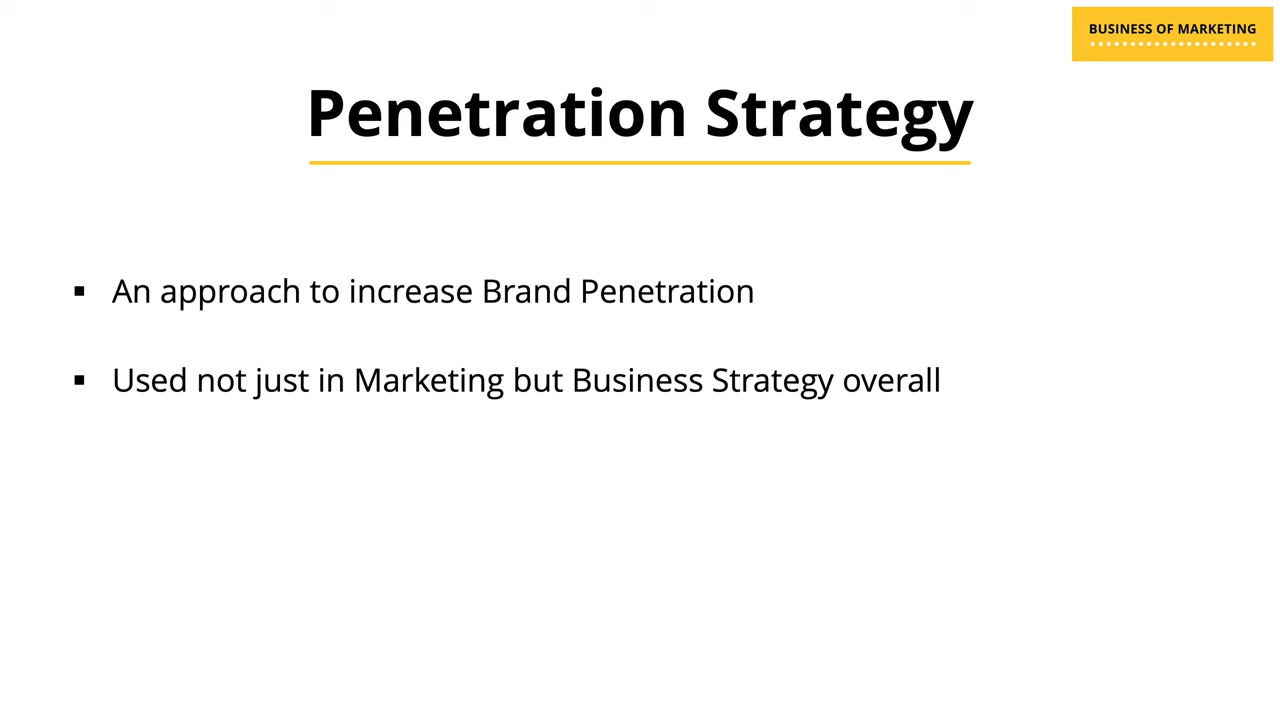 BUSINESS OF MARKETING
Penetration Strategy
▪ An approach to increase Brand Penetration
▪ Used not just in Marketing but Business Strategy overall